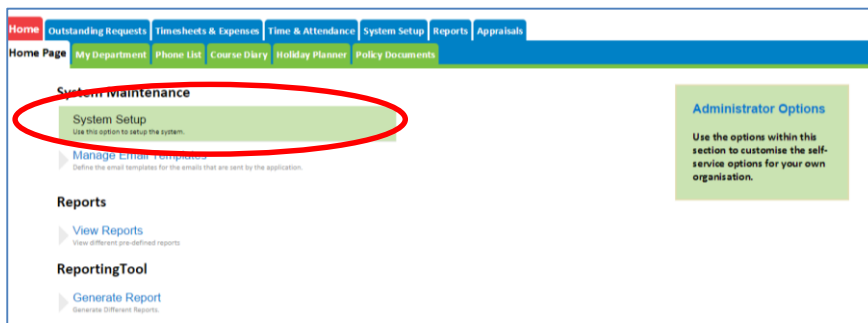 Home Outstanding Requests Timesheets & Expenses Time & Attendance System Setup Reports Appraisals
Home Page My Department Phone List Course Diary Holiday Planner Policy Documents
System Maintenance
System Setup
Use this option to setup the system.
Manage Email Templates
Define the email templates for the emails that are sent by the application.
Reports
View Reports
View different pre-defined reports
ReportingTool
Generate Report
Generate Different Reports.
Administrator Options
Use the options within this
section to customise the self-
service options for your own
organisation.